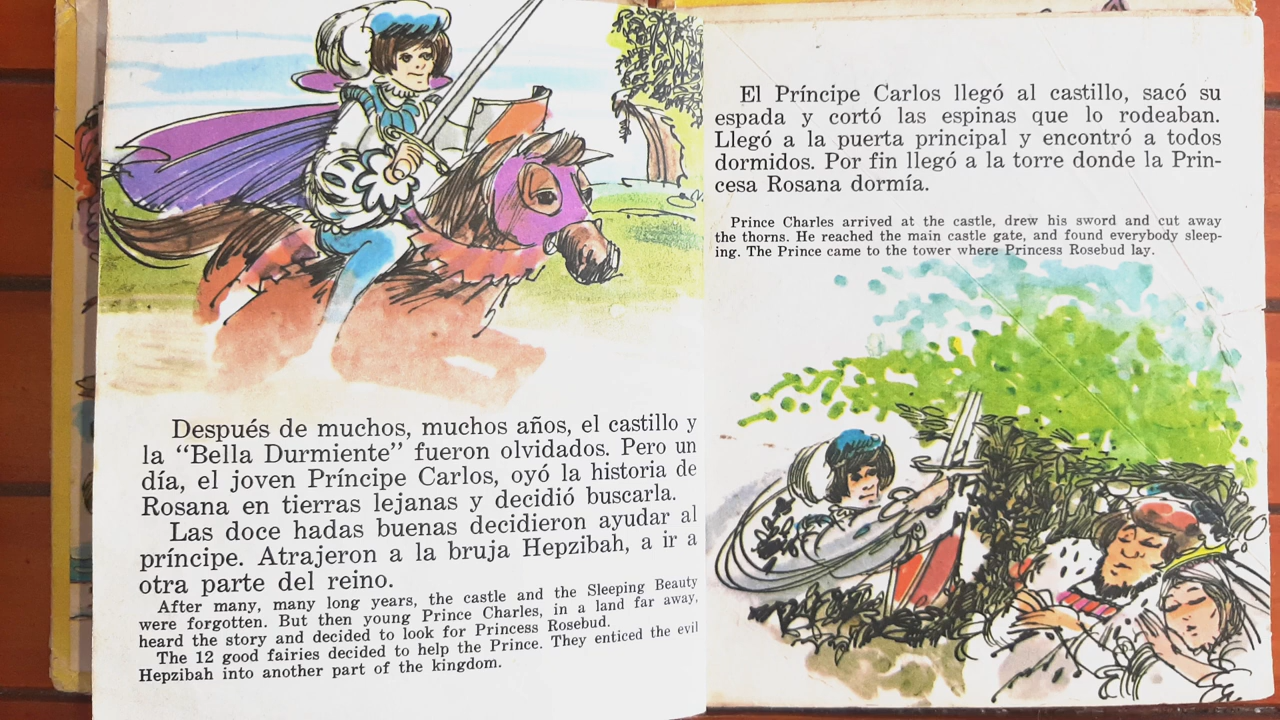 Después de muchos, muchos años, el castillo y
la “Bella Durmiente” fueron olvidados. Pero un
día, el joven Príncipe Carlos, oyó la historia de
Rosana en tierras lejanas y decidió buscarla.
Las doce hadas buenas decidieron ayudar al
príncipe. Atrajeron a la bruja Hepzibah, a ir a
otra parte del reino.
After many, many long years, the castle and the Sleeping Beauty
were forgotten. But then young Prince Charles, in a land far away,
heard the story and decided to look for Princess Rosebud.
The 12 good fairies decided to help the Prince. They enticed the evil
Hepzibah into another part of the kingdom.
El Príncipe Carlos llegó al castillo, sacó su
espada y cortó las espinas que lo rodeaban.
Llegó a la puerta principal y encontró a todos
dormidos. Por fin llegó a la torre donde la Prin-
cesa Rosana dormía.
Prince Charles arrived at the castle, drew his sword and cut away
the thorns. He reached the main castle gate, and found everybody sleep-
ing. The Prince came to the tower where Princess Rosebud lay.